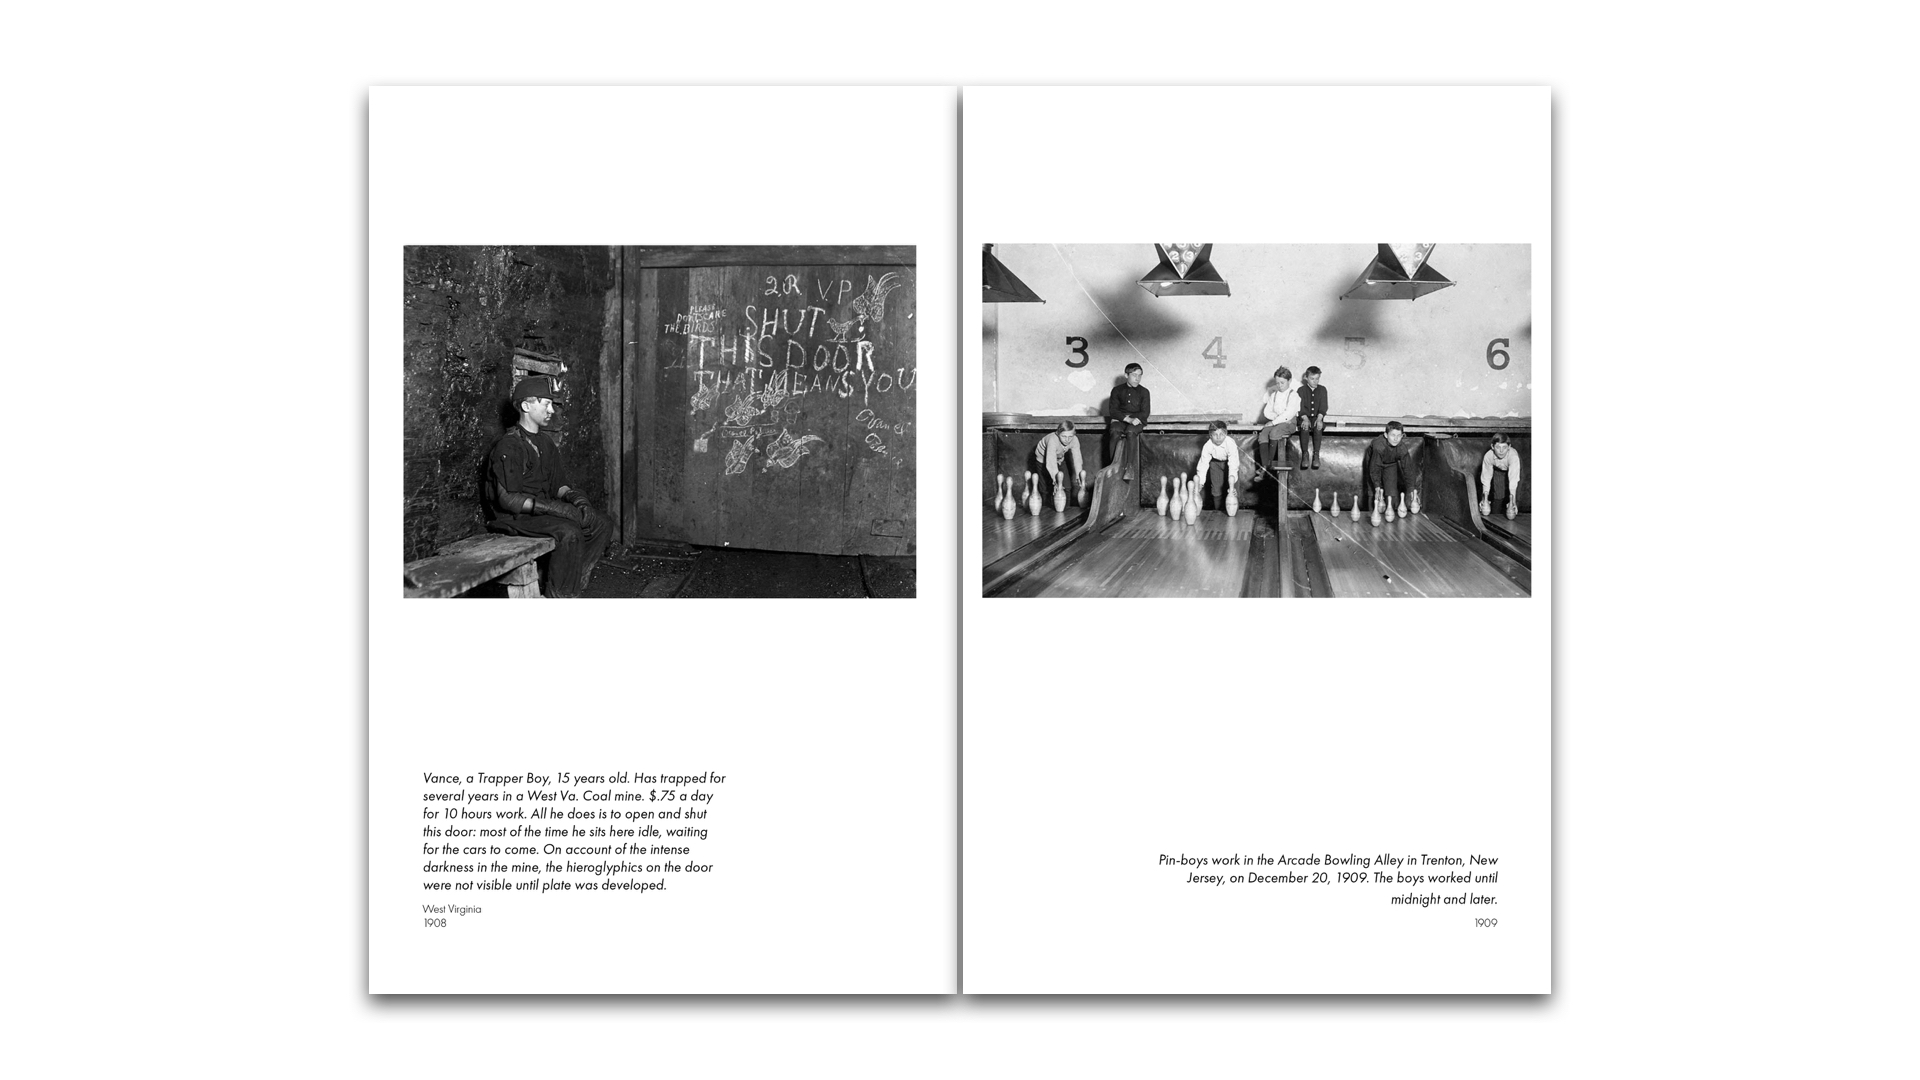 2 R V.P
PLEASE
DON'T SCARE
THE BIRDS
SHUT
THIS DOOR
THAT MEANS YOU
3 4 5 6
Vance, a Trapper Boy, 15 years old. Has trapped for
several years in a West Va. Coal mine. $.75 a day
for 10 hours work. All he does is to open and shut
this door: most of the time he sits here idle, waiting
for the cars to come. On account of the intense
darkness in the mine, the hieroglyphics on the door
were not visible until plate was developed.
West Virginia
1908
Pin-boys work in the Arcade Bowling Alley in Trenton, New
Jersey, on December 20, 1909. The boys worked until
midnight and later.
1909